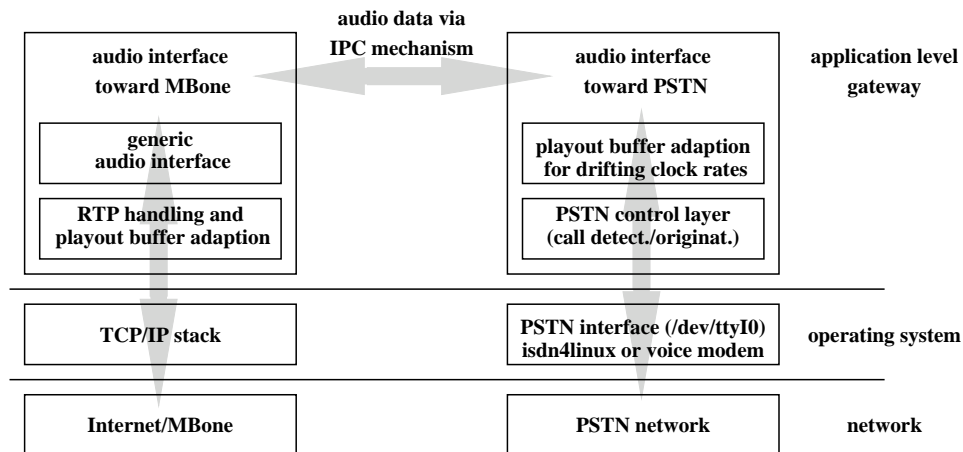 audio data via
IPC mechanism
audio interface
toward MBone
generic
audio interface
RTP handling and
playout buffer adaption
audio interface
toward PSTN
playout buffer adaption
for drifting clock rates
PSTN control layer
(call detect./originat.)
application level
gateway
TCP/IP stack
PSTN interface (/dev/ttyI0)
isdn4linux or voice modem
operating system
Internet/MBone
PSTN network
network